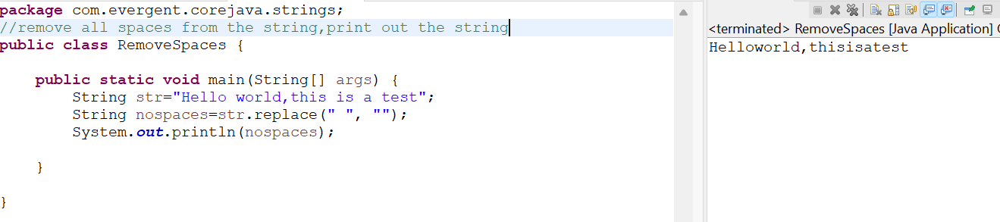 package com.evergent.corejava.strings;
//remove all spaces from the string,print out the string
public class RemoveSpaces {
public static void main(String[] args) {
String str="Hello world,this is a test";
String nospaces=str.replace(" ", "");
System.out.println(nospaces);
}
}
<terminated> RemoveSpaces [Java Application]
Helloworld,thisisatest